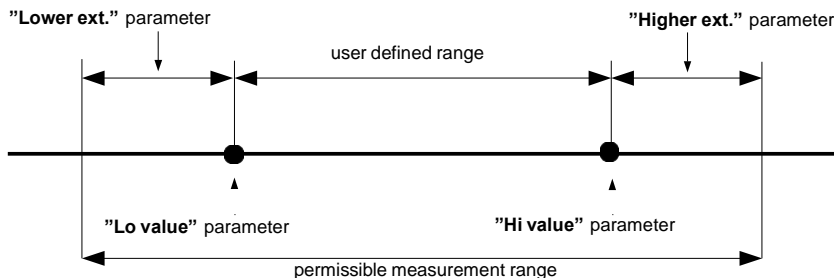 ”Lower ext.” parameter
”Higher ext.” parameter
user defined range
”Lo value” parameter
”Hi value” parameter
permissible measurement range